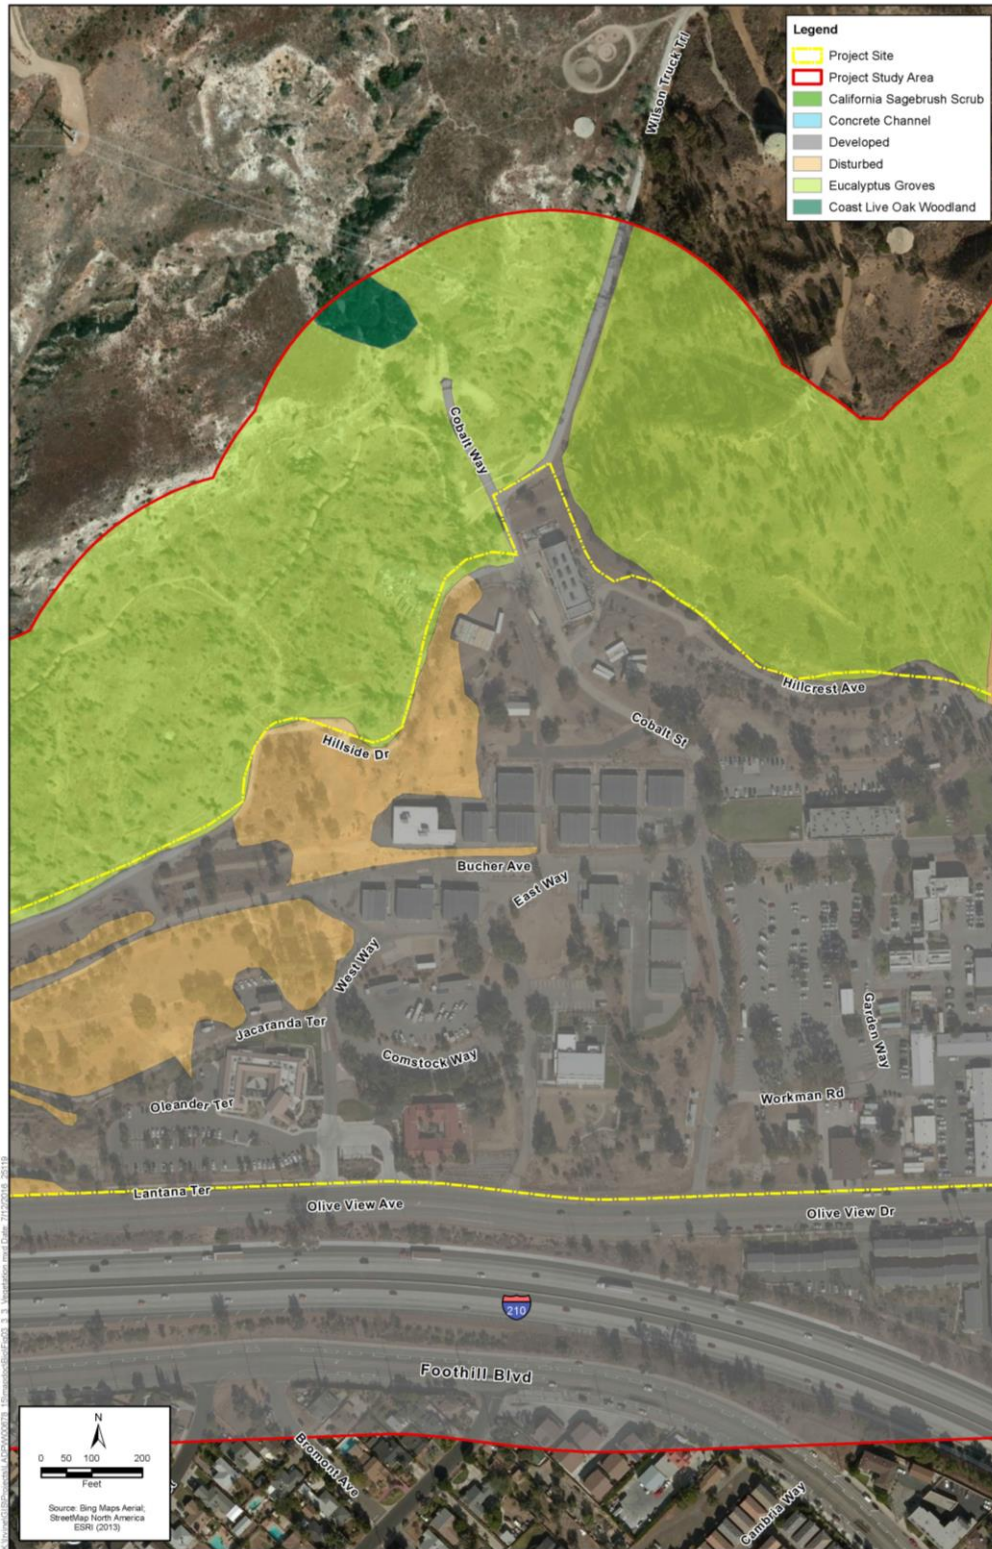 Legend
Project Site
Project Study Area
California Sagebrush Scrub
Concrete Channel
Developed
Disturbed
Eucalyptus Groves
Coast Live Oak Woodland
Wilson Truck Trl
Cobalt Way
Hillcrest Ave
Cobalt St
Hillside Dr
Bucher Ave
East Way
West Way
Garden Way
Jacaranda Ter
Comstock Way
Workman Rd
Oleander Ter
Lantana Ter
Olive View Ave
Olive View Dr
210
Foothill Blvd
Bromont Ave
Cambria Way
N
0 50 100 200
Feet
Source: Bing Maps Aerial;
StreetMap North America
ESRI (2013)